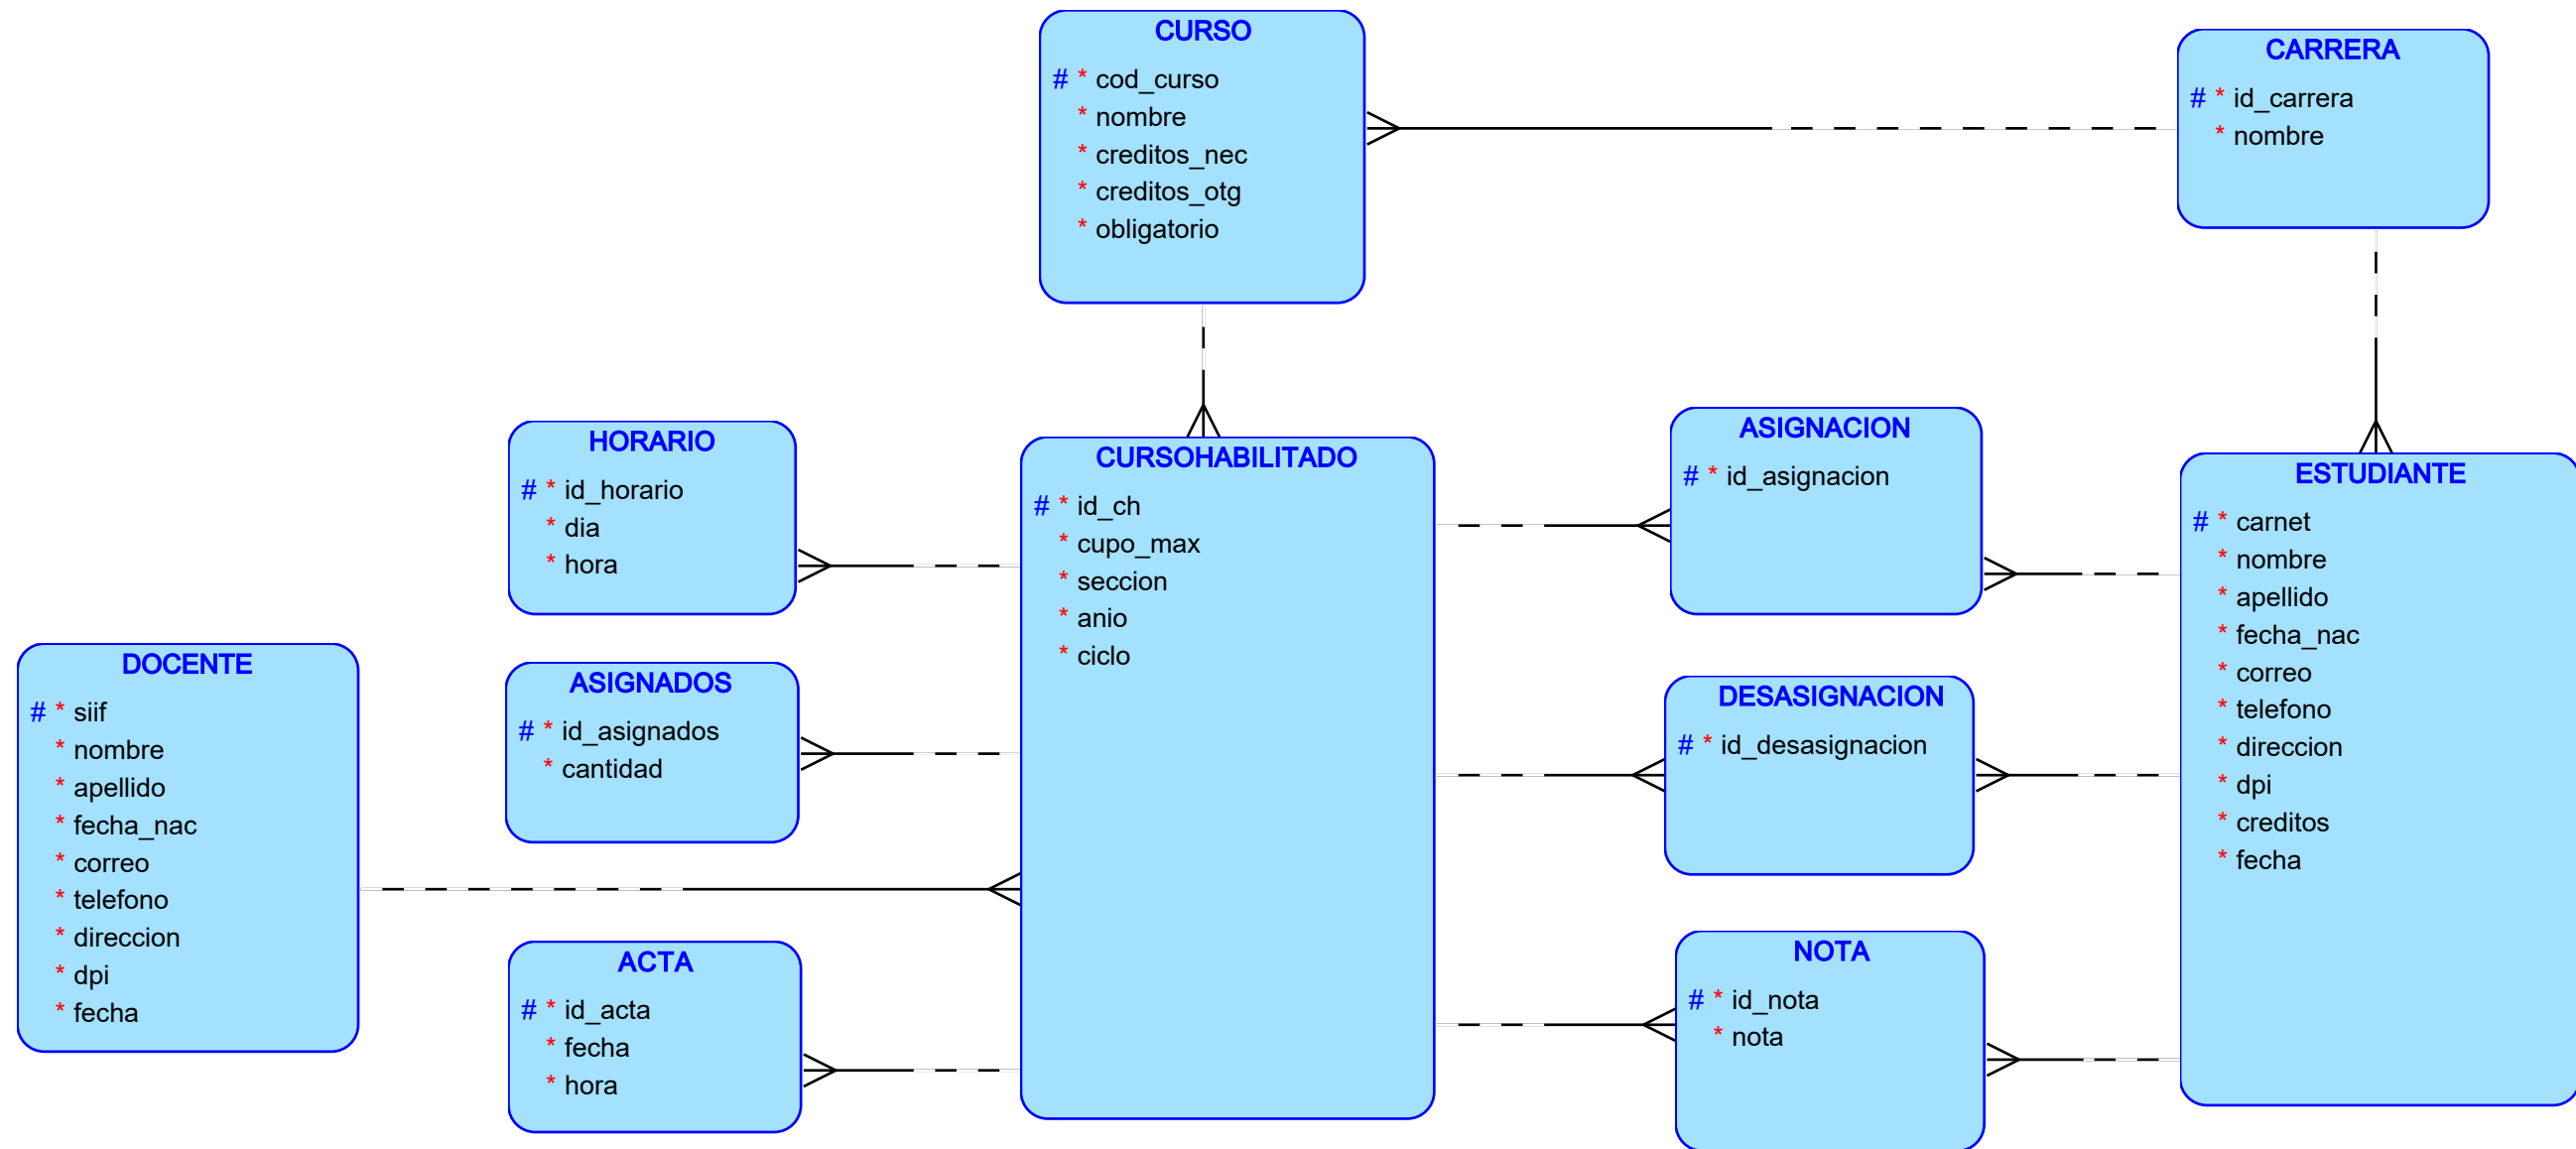 CURSO
# * cod_curso
* nombre
* creditos_nec
* creditos_otg
* obligatorio
CARRERA
# * id_carrera
* nombre
HORARIO
# * id_horario
* dia
* hora
CURSOHABILITADO
# * id_ch
* cupo_max
* seccion
* anio
* ciclo
ASIGNACION
# * id_asignacion
ESTUDIANTE
# * carnet
* nombre
* apellido
* fecha_nac
* correo
* telefono
* direccion
* dpi
* creditos
* fecha
DOCENTE
# * siif
* nombre
* apellido
* fecha_nac
* correo
* telefono
* direccion
* dpi
* fecha
ASIGNADOS
# * id_asignados
* cantidad
DESASIGNACION
# * id_desasignacion
ACTA
# * id_acta
* fecha
* hora
NOTA
# * id_nota
* nota